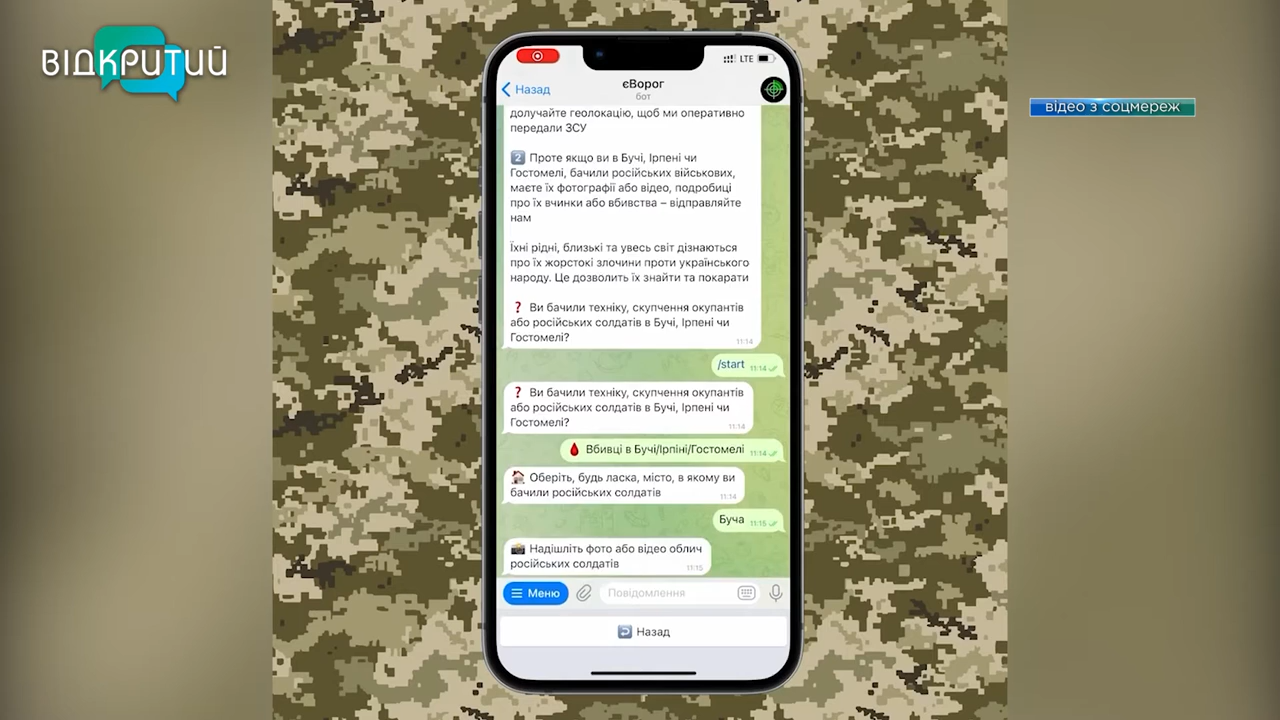 ВІДКРИТИЙ
відео з соцмереж
LTE
Назад
єВорог
бот
долучайте геолокацію, щоб ми оперативно
передали ЗСУ
2 Проте якщо ви в Бучі, Ірпені чи
Гостомелі, бачили російських військових,
маєте їх фотографії або відео, подробиці
про їх вчинки або вбивства – відправляйте
нам
Їхні рідні, близькі та увесь світ дізнаються
про їх жорстокі злочини проти українського
народу. Це дозволить їх знайти та покарати
❓ Ви бачили техніку, скупчення окупантів
або російських солдатів в Бучі, Ірпені чи
Гостомелі?
11:14
/start 11:14
❓ Ви бачили техніку, скупчення окупантів
або російських солдатів в Бучі, Ірпені чи
Гостомелі?
11:14
🩸 Вбивці в Бучі/Ірпіні/Гостомелі 11:14
🏠 Оберіть, будь ласка, місто, в якому ви
бачили російських солдатів
11:14
Буча 11:15
📸 Надішліть фото або відео облич
російських солдатів
11:15
Меню
Повідомлення
Назад